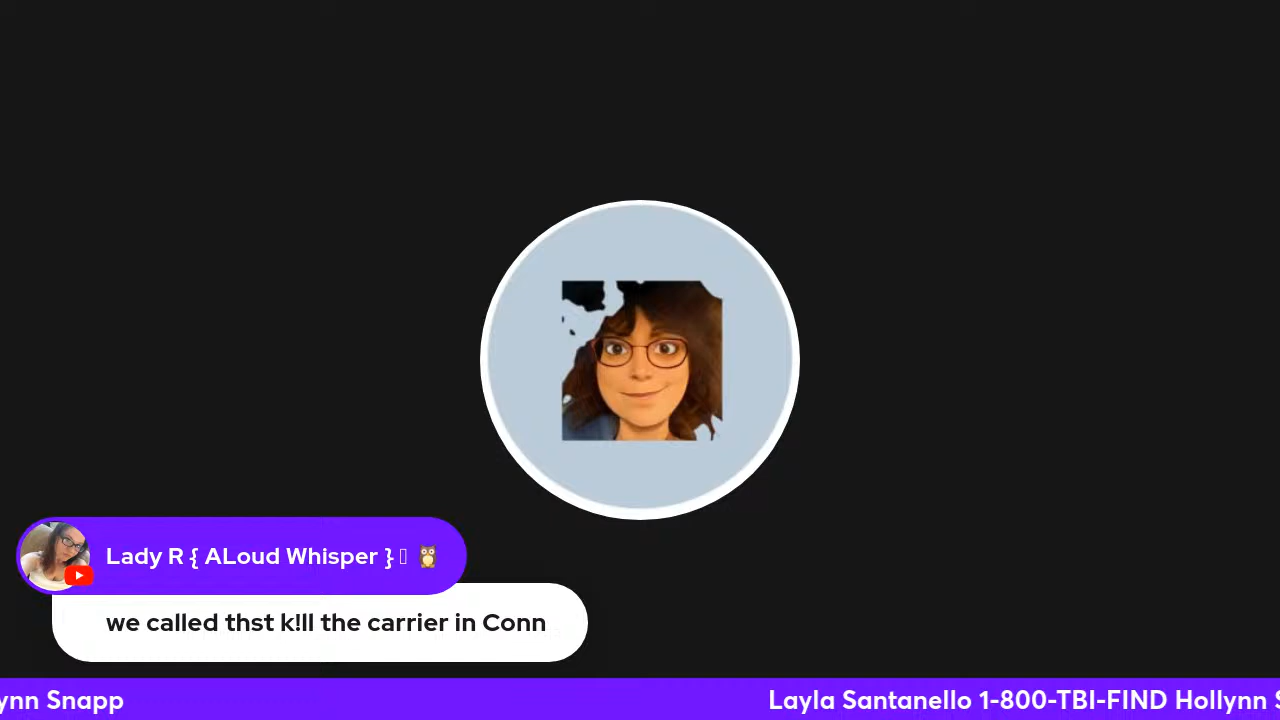 Lady R { ALoud Whisper } 🦉
we called thst k!ll the carrier in Conn
ynn Snapp Layla Santanello 1-800-TBI-FIND Hollynn S